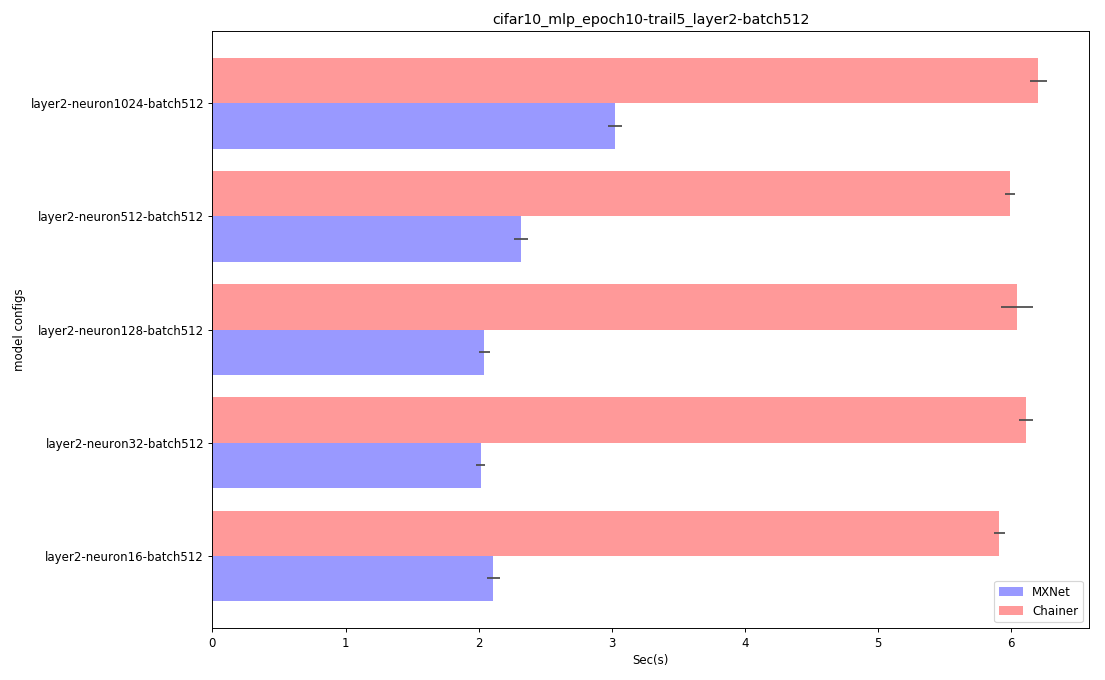 cifar10_mlp_epoch10-trail5_layer2-batch512
model configs
layer2-neuron1024-batch512
layer2-neuron512-batch512
layer2-neuron128-batch512
layer2-neuron32-batch512
layer2-neuron16-batch512
MXNet
Chainer
0 1 2 3 4 5 6
Sec(s)